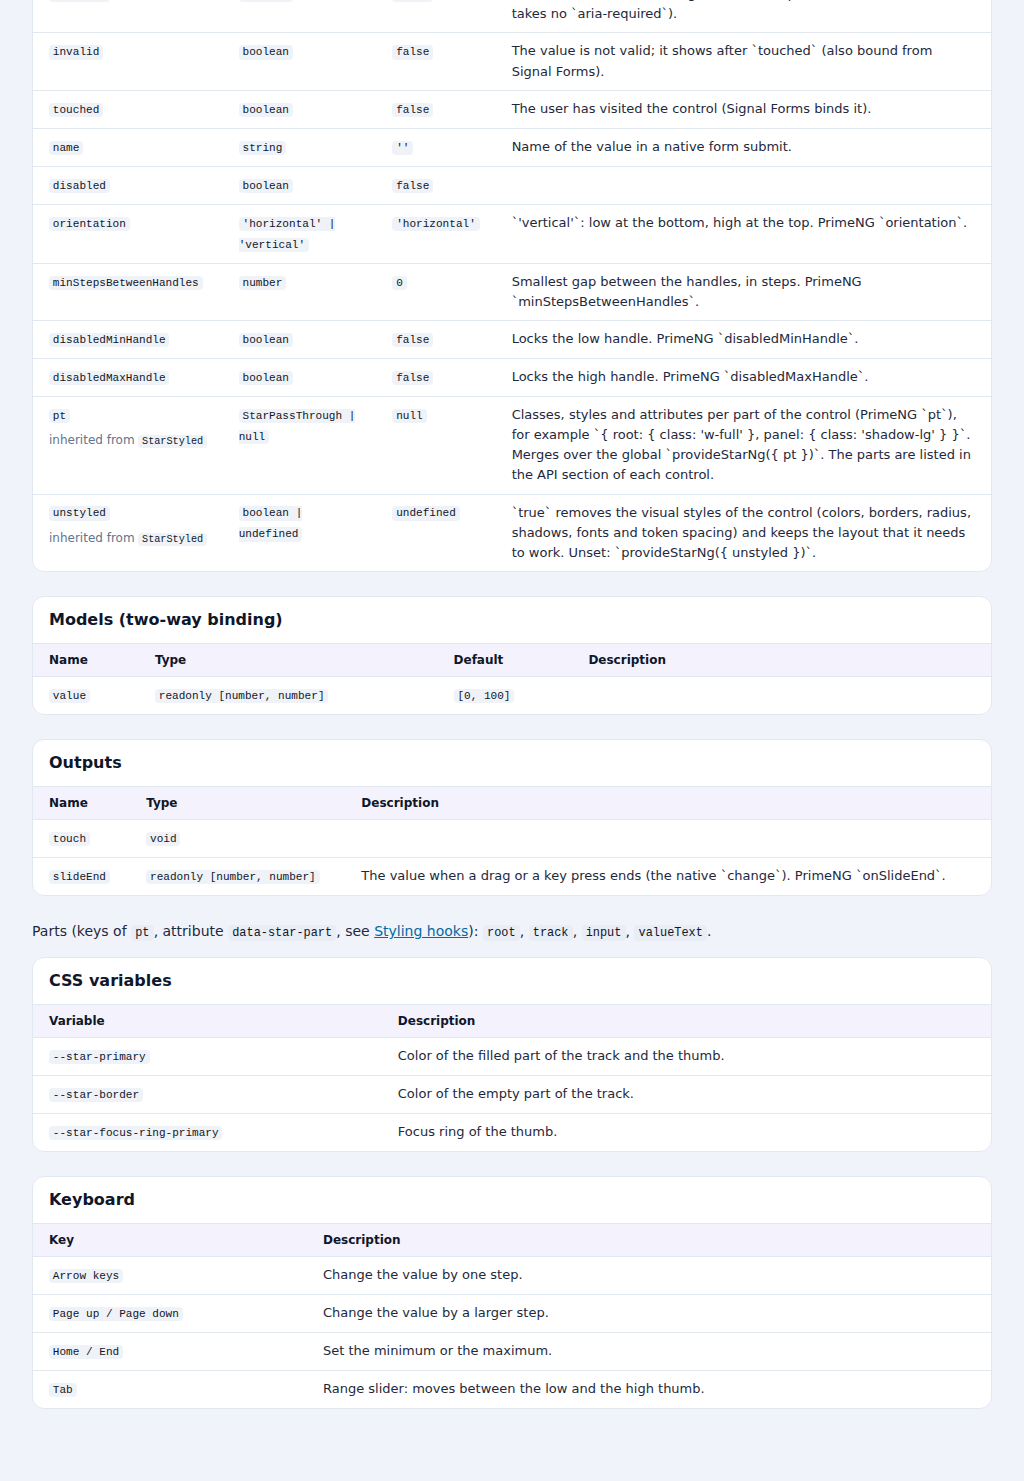 takes no `aria-required`).
invalid boolean false The value is not valid; it shows after `touched` (also bound from
Signal Forms).
touched boolean false The user has visited the control (Signal Forms binds it).
name string '' Name of the value in a native form submit.
disabled boolean false
orientation 'horizontal' | 'horizontal' `'vertical'`: low at the bottom, high at the top. PrimeNG `orientation`.
'vertical'
minStepsBetweenHandles number 0 Smallest gap between the handles, in steps. PrimeNG
`minStepsBetweenHandles`.
disabledMinHandle boolean false Locks the low handle. PrimeNG `disabledMinHandle`.
disabledMaxHandle boolean false Locks the high handle. PrimeNG `disabledMaxHandle`.
pt StarPassThrough | null Classes, styles and attributes per part of the control (PrimeNG `pt`),
inherited from StarStyled null for example `{ root: { class: 'w-full' }, panel: { class: 'shadow-lg' } }`.
Merges over the global `provideStarNg({ pt })`. The parts are listed in
the API section of each control.
unstyled boolean | undefined `true` removes the visual styles of the control (colors, borders, radius,
inherited from StarStyled undefined shadows, fonts and token spacing) and keeps the layout that it needs
to work. Unset: `provideStarNg({ unstyled })`.
Models (two-way binding)
Name Type Default Description
value readonly [number, number] [0, 100]
Outputs
Name Type Description
touch void
slideEnd readonly [number, number] The value when a drag or a key press ends (the native `change`). PrimeNG `onSlideEnd`.
Parts (keys of pt, attribute data-star-part, see Styling hooks): root, track, input, valueText.
CSS variables
Variable Description
--star-primary Color of the filled part of the track and the thumb.
--star-border Color of the empty part of the track.
--star-focus-ring-primary Focus ring of the thumb.
Keyboard
Key Description
Arrow keys Change the value by one step.
Page up / Page down Change the value by a larger step.
Home / End Set the minimum or the maximum.
Tab Range slider: moves between the low and the high thumb.